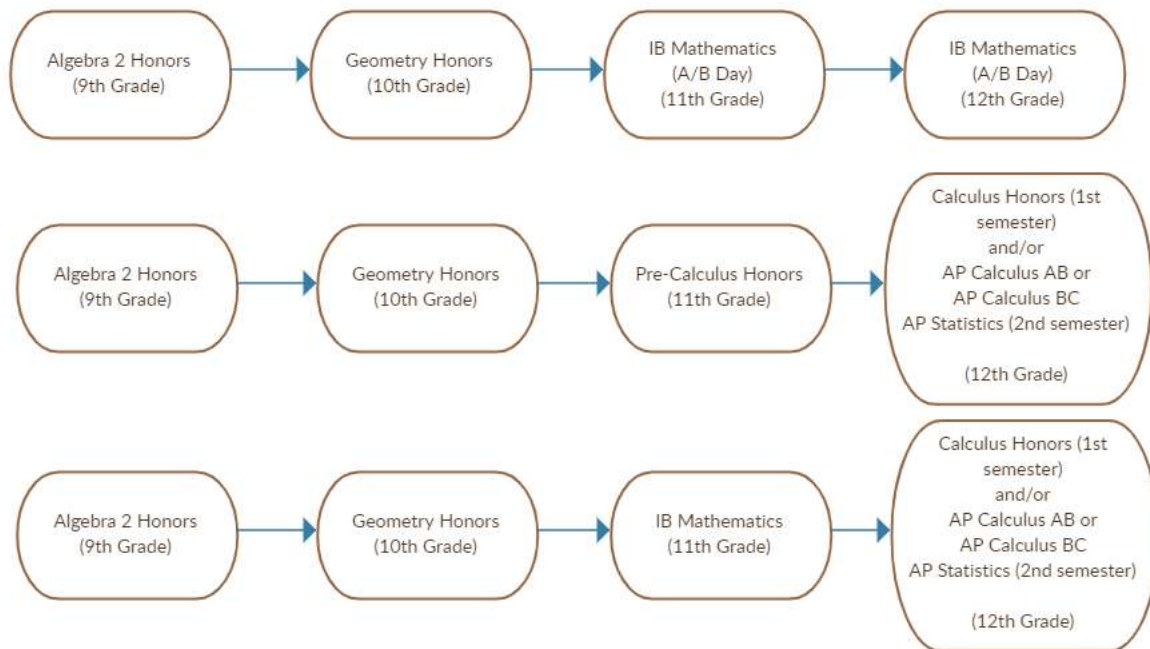 Algebra 2 Honors
(9th Grade)
Geometry Honors
(10th Grade)
IB Mathematics
(A/B Day)
(11th Grade)
IB Mathematics
(A/B Day)
(12th Grade)
Algebra 2 Honors
(9th Grade)
Geometry Honors
(10th Grade)
Pre-Calculus Honors
(11th Grade)
Calculus Honors (1st
semester)
and/or
AP Calculus AB or
AP Calculus BC
AP Statistics (2nd semester)
(12th Grade)
Algebra 2 Honors
(9th Grade)
Geometry Honors
(10th Grade)
IB Mathematics
(11th Grade)
Calculus Honors (1st
semester)
and/or
AP Calculus AB or
AP Calculus BC
AP Statistics (2nd semester)
(12th Grade)